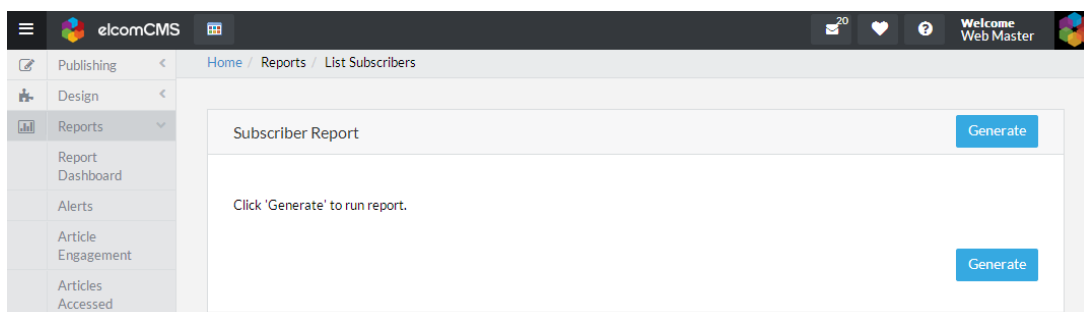 elcomCMS
20
Welcome
Web Master
Publishing
Design
Reports
Report
Dashboard
Alerts
Article
Engagement
Articles
Accessed
Home / Reports / List Subscribers
Subscriber Report
Generate
Click 'Generate' to run report.
Generate